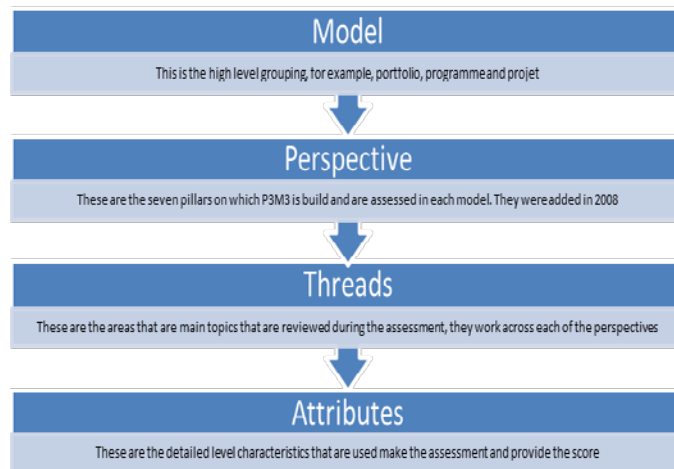 Model
This is the high level grouping, for example, portfolio, programme and projet
Perspective
These are the seven pillars on which P3M3 is build and are assessed in each model. They were added in 2008
Threads
These are the areas that are main topics that are reviewed during the assessment, they work across each of the perspectives
Attributes
These are the detailed level characteristics that are used make the assessment and provide the score